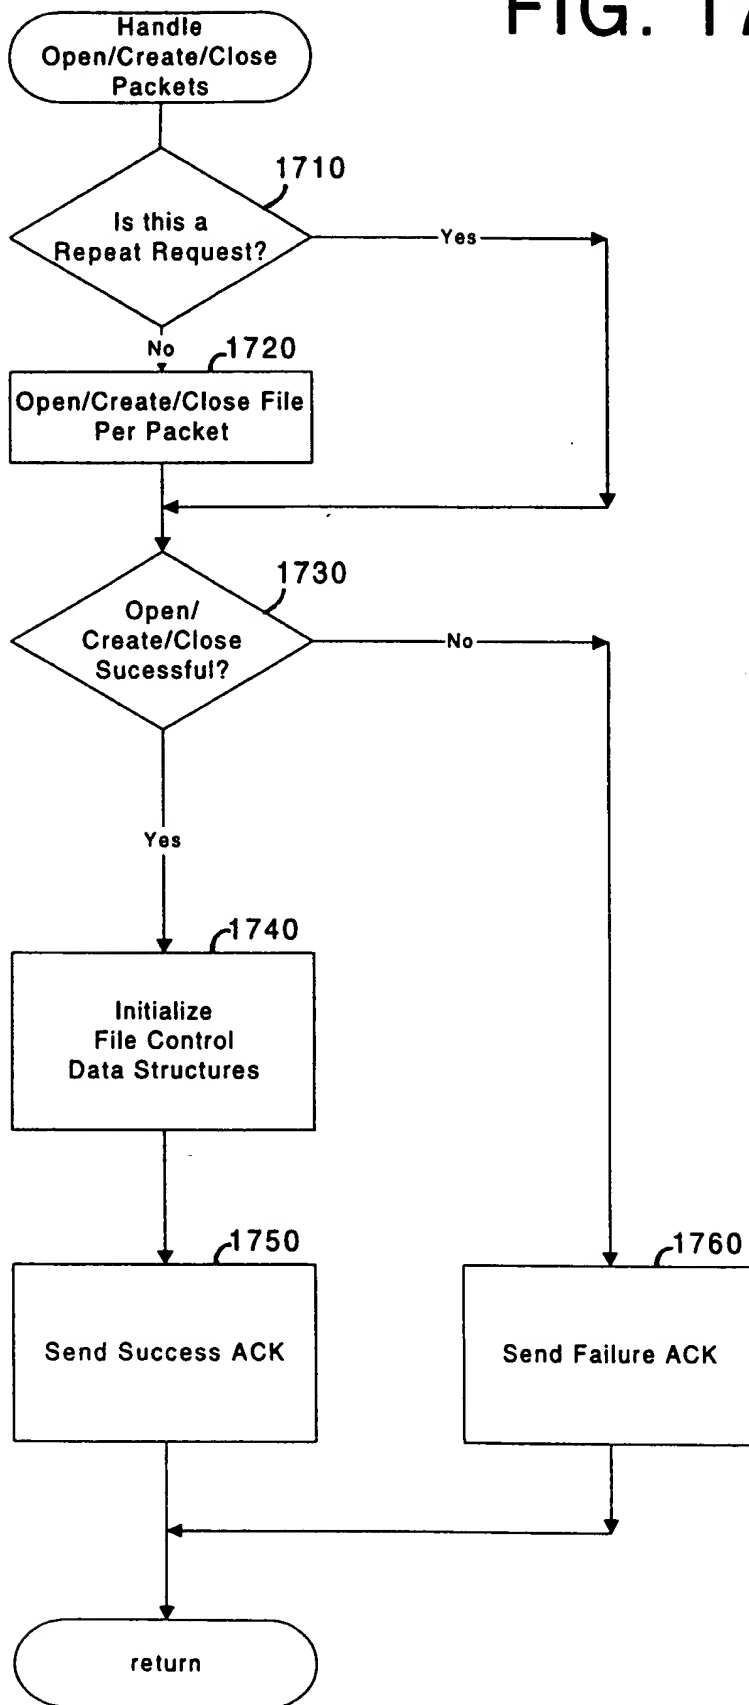 FIG. 17
Handle
Open/Create/Close
Packets
1710
Is this a
Repeat Request?
Yes
No
1720
Open/Create/Close File
Per Packet
1730
Open/
Create/Close
Sucessful?
No
Yes
1740
Initialize
File Control
Data Structures
1750
Send Success ACK
1760
Send Failure ACK
return